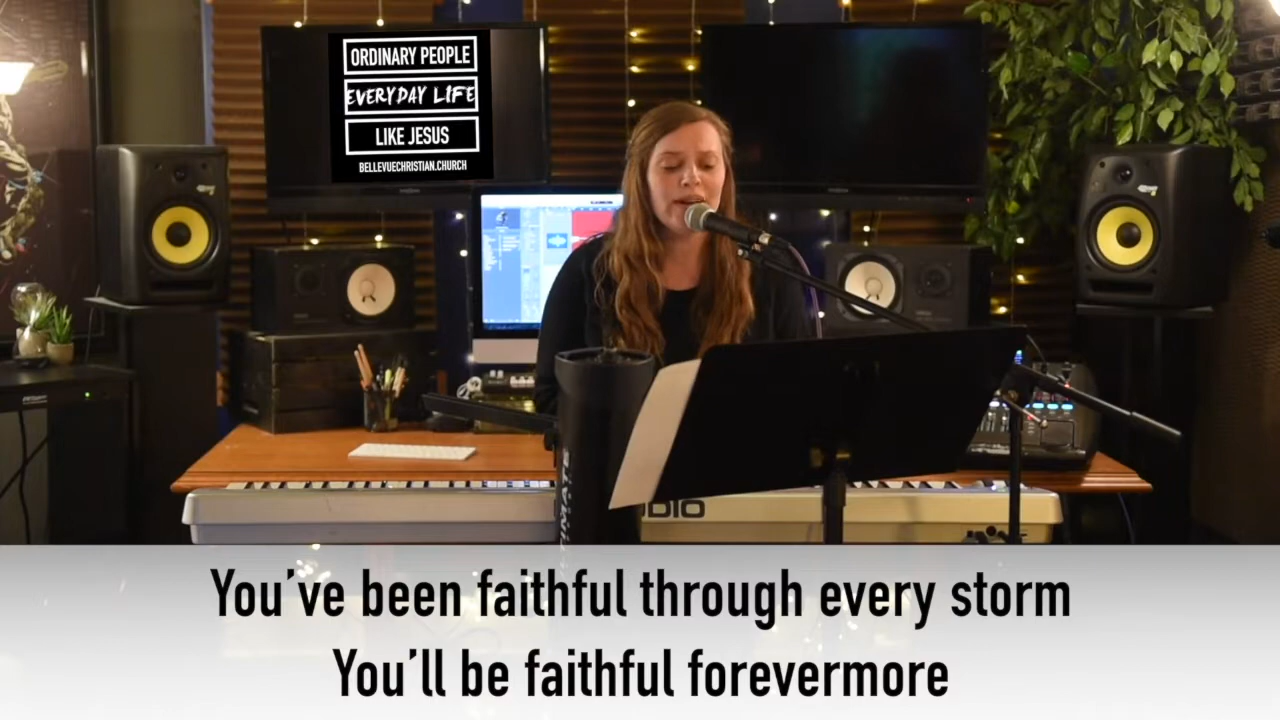 ORDINARY PEOPLE
EVERYDAY LIFE
LIKE JESUS
BELLEVUECHRISTIAN.CHURCH
You've been faithful through every storm
You'll be faithful forevermore